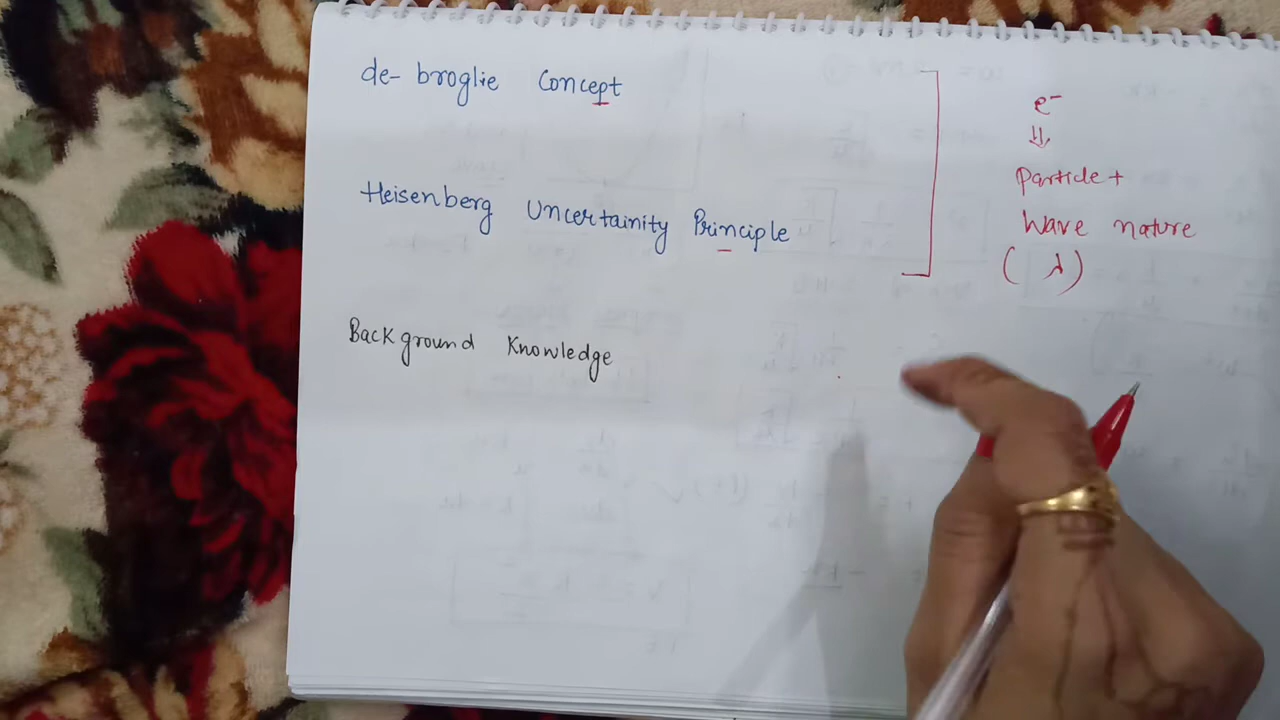 de-broglie Concept
Heisenberg Uncertainity Principle
Background Knowledge
e⁻
⇓
Particle +
Wave nature
(λ)